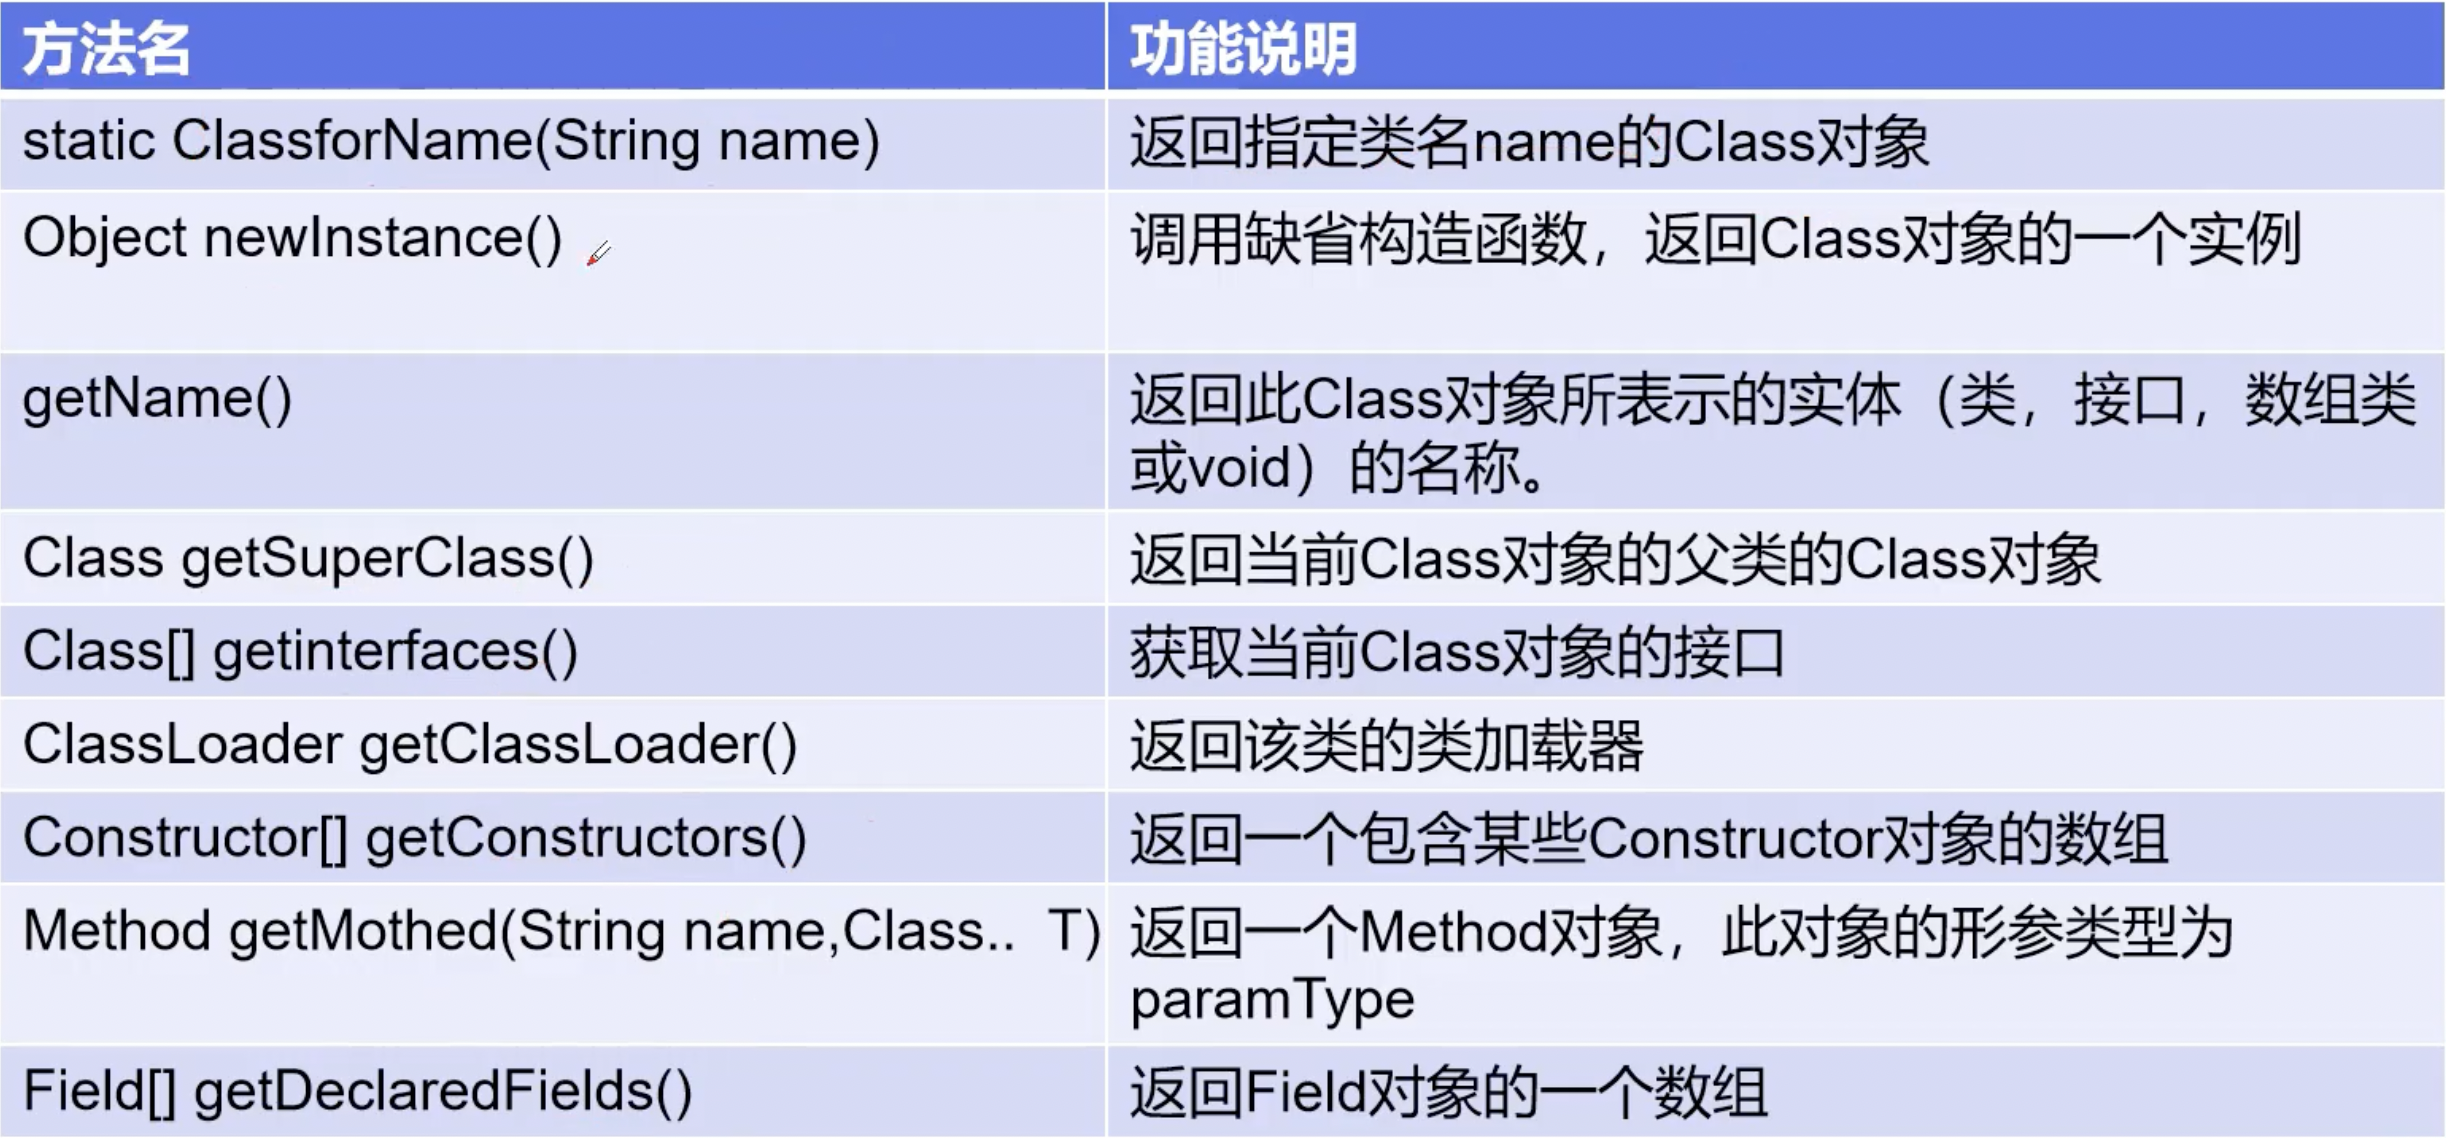 方法名
功能说明
static ClassforName(String name)
返回指定类名name的Class对象
Object newInstance()
调用缺省构造函数，返回Class对象的一个实例
getName()
返回此Class对象所表示的实体（类，接口，数组类
或void）的名称。
Class getSuperClass()
返回当前Class对象的父类的Class对象
Class[] getinterfaces()
获取当前Class对象的接口
ClassLoader getClassLoader()
返回该类的类加载器
Constructor[] getConstructors()
返回一个包含某些Constructor对象的数组
Method getMothed(String name,Class.. T)
返回一个Method对象，此对象的形参类型为
paramType
Field[] getDeclaredFields()
返回Field对象的一个数组